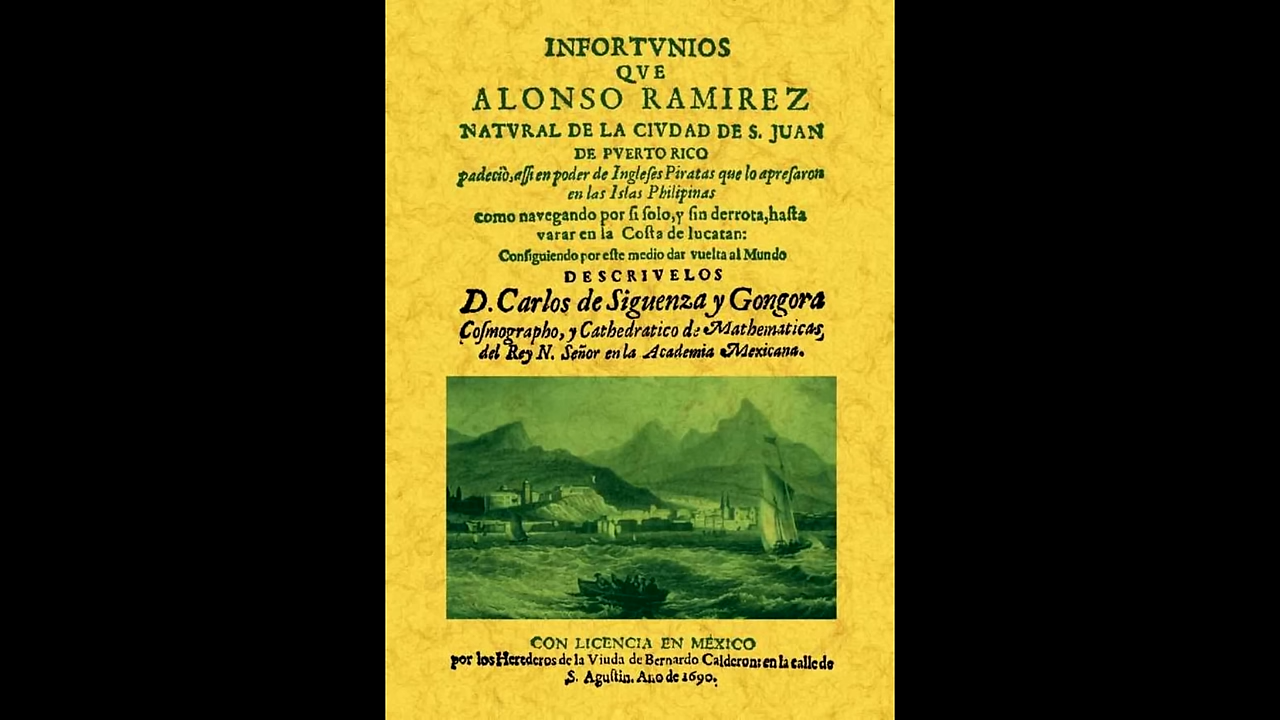 INFORTVNIOS
QVE
ALONSO RAMIREZ
NATVRAL DE LA CIVDAD DE S. JUAN
DE PVERTO RICO
padeciò, aſſi en poder de Ingleſes Piratas que lo apreſaron
en las Islas Philipinas
como navegando por ſi ſolo, y ſin derrota, haſta
varar en la Coſta de Iucatan:
Conſiguiendo por eſte medio dar vuelta al Mundo
DESCRIVELOS
D. Carlos de Siguenza y Gongora
Coſmographo, y Cathedratico de Mathematicas,
del Rey N. Señor en la Academia Mexicana.
CON LICENCIA EN MÉXICO
por los Herederos de la Viuda de Bernardo Calderon: en la calle de
S. Aguſtin. Año de 1690.